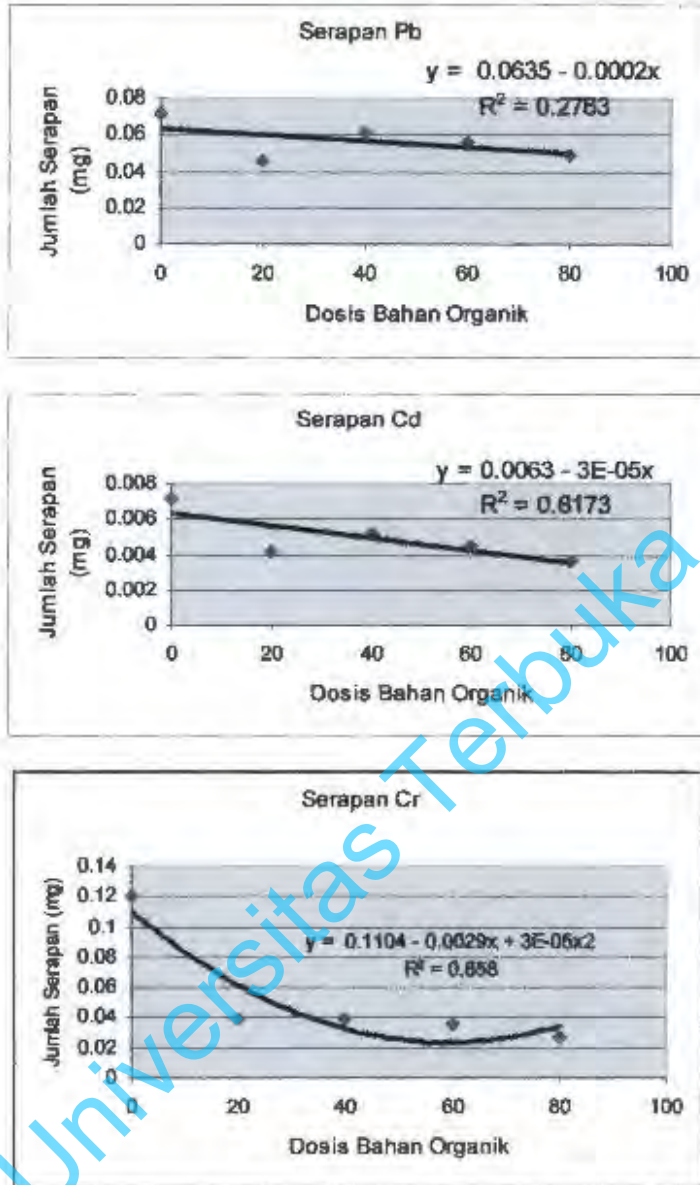 Serapan Pb
y = 0.0635 - 0.0002x
R² = 0.2783
Jumlah Serapan
(mg)
0.08
0.06
0.04
0.02
0
0 20 40 60 80 100
Dosis Bahan Organik
Serapan Cd
y = 0.0063 - 3E-05x
R² = 0.6173
Jumlah Serapan
(mg)
0.008
0.006
0.004
0.002
0
0 20 40 60 80 100
Dosis Bahan Organik
Serapan Cr
y = 0.1104 - 0.0029x + 3E-05x2
R² = 0.858
Jumlah Serapan (mg)
0.14
0.12
0.1
0.08
0.06
0.04
0.02
0
0 20 40 60 80 100
Dosis Bahan Organik
Universitas Terbuka